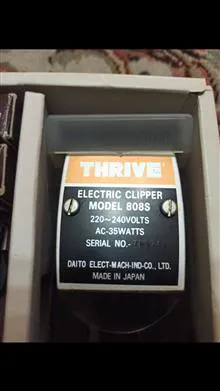 THRIVE
ELECTRIC CLIPPER
MODEL 808S
220~240VOLTS
AC-35WATTS
SERIAL NO.-
DAITO ELECT-MACH-IND-CO., LTD.
MADE IN JAPAN